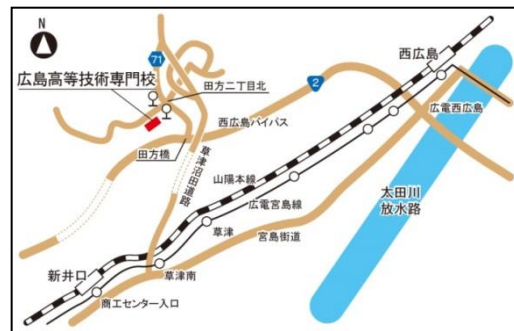 N
西広島
71
広島高等技術専門校
田方二丁目北
2
広電西広島
西広島バイパス
田方橋
草津沼田道路
山陽本線
太田川
放水路
広電宮島線
草津
宮島街道
新井口
草津南
商工センター入口